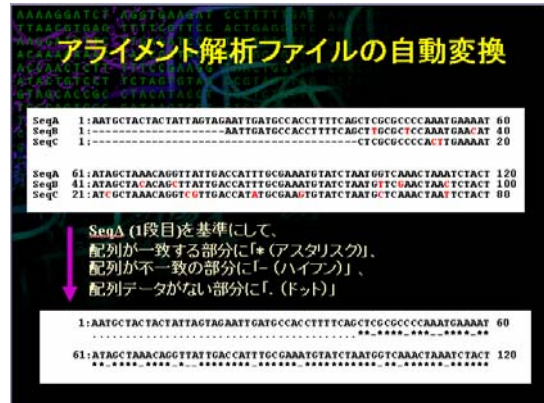 アライメント解析ファイルの自動変換
SeqA 1:AATGCTACTACTATTAGTAGAATTGATGCCACCTTTTCAGCTCGCGCCCCAAATGAAAAT 60
SeqB 1:--------------------AATTGATGCCACCTTTTCAGCTTGCGCTCCAAATGAACAT 40
SeqC 1:----------------------------------------CTCGCGCCCCACTTGAAAAT 20
SeqA 61:ATAGCTAAACAGGTTATTGACCATTTGCGAAATGTATCTAATGGTCAAACTAAATCTACT 120
SeqB 41:ATAGCTACACAGCTTATTGACCATTTGCGAAATGTATCTAATGTTCGAACTAACTCTACT 100
SeqC 21:ATCGCTAAACAGGTCGTTGACCATATGCGAAGTGTATCTAATGCTCAAACTAATTCTACT 80
SeqA (1段目)を基準にして、
配列が一致する部分に「*(アスタリスク)」、
配列が不一致の部分に「-(ハイフン)」、
配列データがない部分に「.(ドット)」
1:AATGCTACTACTATTAGTAGAATTGATGCCACCTTTTCAGCTCGCGCCCCAAATGAAAAT 60
61:ATAGCTAAACAGGTTATTGACCATTTGCGAAATGTATCTAATGGTCAAACTAAATCTACT 120